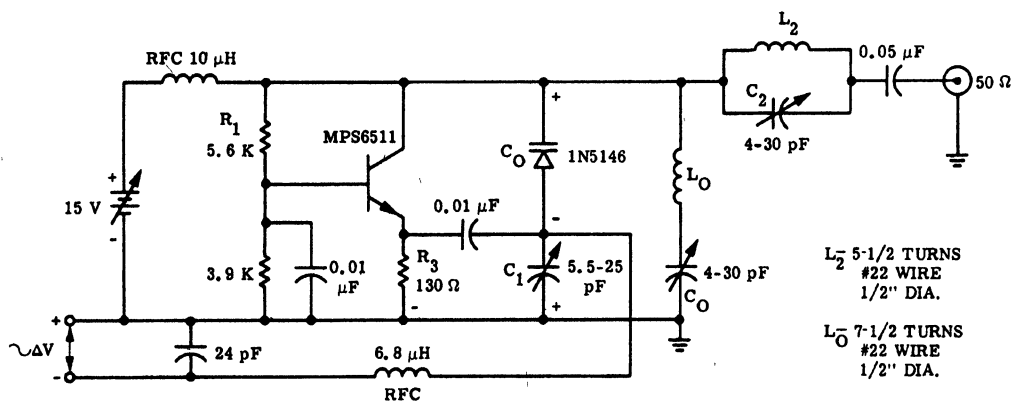 L2
RFC 10 μH
0.05 μF
50 Ω
R1
5.6 K
MPS6511
C2
4-30 pF
+
CO
1N5146
LO
+
15 V
-
0.01 μF
-
3.9 K
0.01
μF
R3
130 Ω
-
C1
5.5-25
pF
+
4-30 pF
CO
L2- 5-1/2 TURNS
#22 WIRE
1/2" DIA.
LO- 7-1/2 TURNS
#22 WIRE
1/2" DIA.
+
∿ΔV
-
24 pF
6.8 μH
RFC